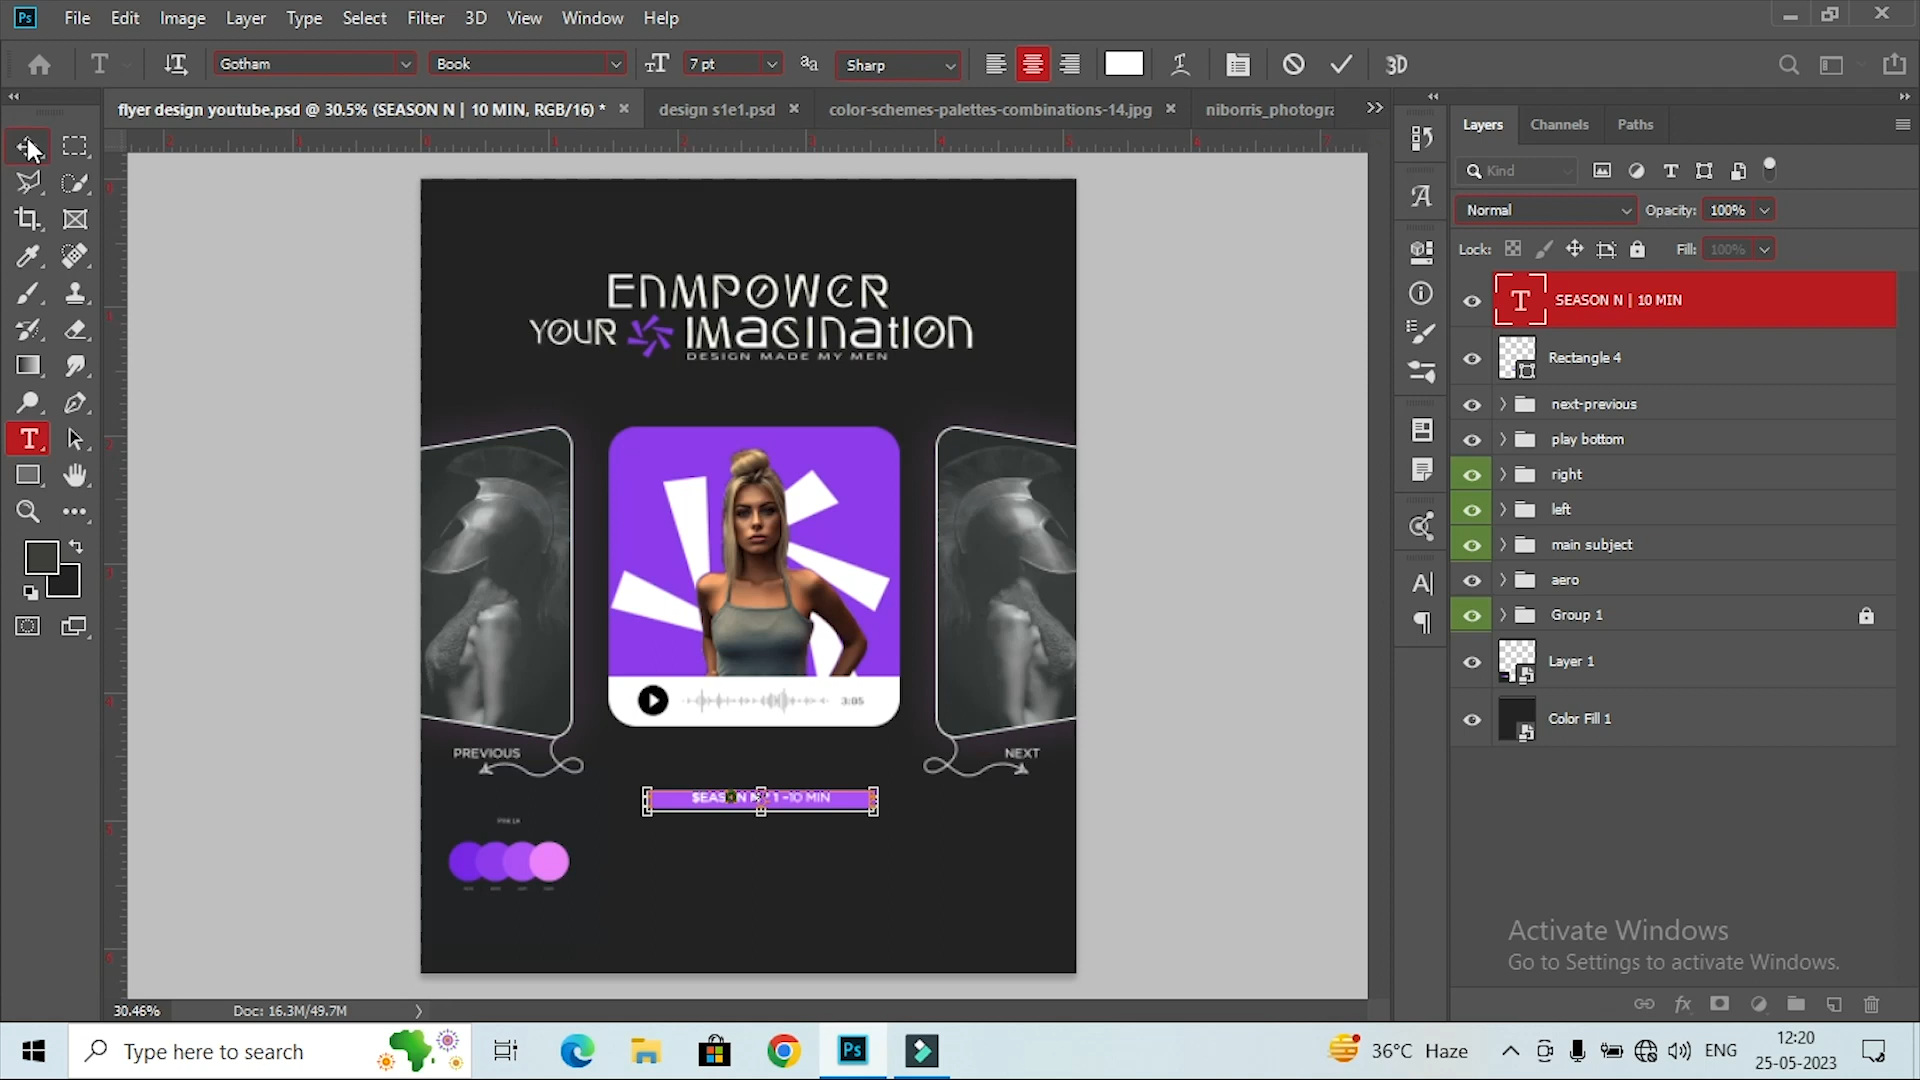 Ps File Edit Image Layer Type Select Filter 3D View Window Help
T Gotham Book 7 pt Sharp 3D
flyer design youtube.psd @ 30.5% (SEASON N | 10 MIN, RGB/16) * design s1e1.psd color-schemes-palettes-combinations-14.jpg niborris_photogra
Layers Channels Paths
Kind
Normal Opacity: 100%
Lock: Fill: 100%
SEASON N | 10 MIN
Rectangle 4
next-previous
play bottom
right
left
main subject
aero
Group 1
Layer 1
Color Fill 1
ENMPOWER
YOUR IMAGINATION
DESIGN MADE MY MEN
3:05
PREVIOUS
NEXT
10 MIN
Activate Windows
Go to Settings to activate Windows.
30.46% Doc: 16.3M/49.7M
Type here to search
Ps
36°C Haze
ENG
12:20
25-05-2023